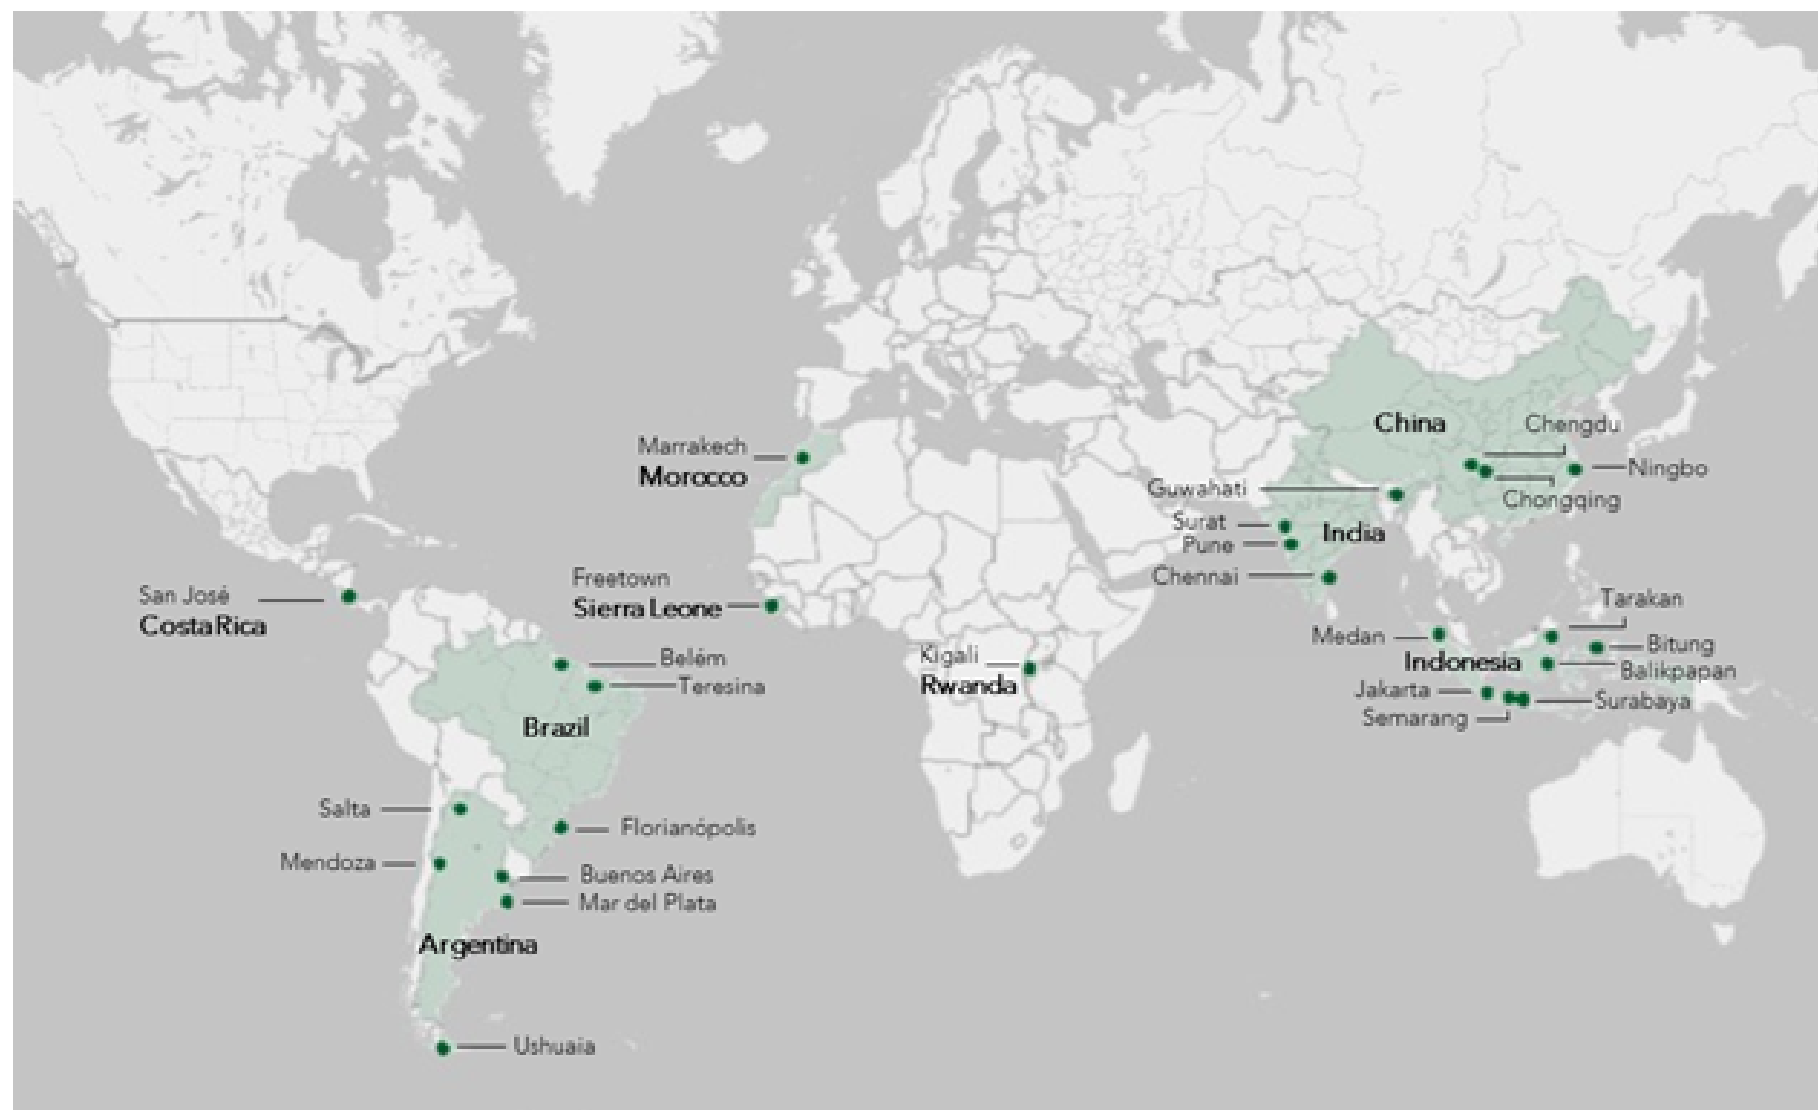 China
Chengdu
Marrakech
Morocco
Ningbo
Guwahati
Chongqing
Surat
India
Pune
Freetown
Chennai
San José
Sierra Leone
Tarakan
Costa Rica
Medan
Bitung
Belém
Kigali
Indonesia
Balikpapan
Teresina
Rwanda
Jakarta
Surabaya
Semarang
Brazil
Salta
Florianópolis
Mendoza
Buenos Aires
Mar del Plata
Argentina
Ushuaia